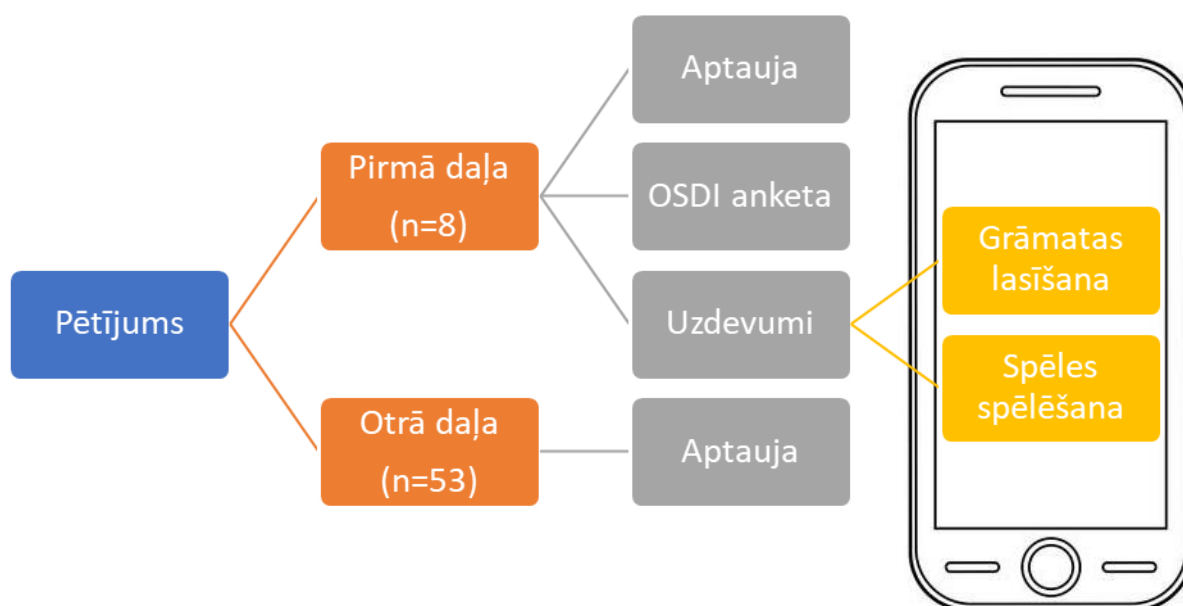 Pētījums
Pirmā daļa
(n=8)
Aptauja
OSDI anketa
Uzdevumi
Grāmatas
lasīšana
Spēles
spēlēšana
Otrā daļa
(n=53)
Aptauja